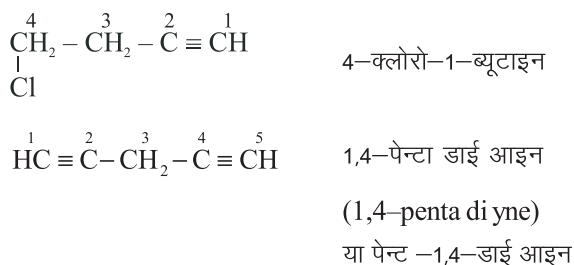 4 3 2 1
CH₂ – CH₂ – C ≡ CH 4–क्लोरो–1–ब्यूटाइन
Cl
1 2 3 4 5
HC ≡ C – CH₂ – C ≡ CH 1,4–पेन्टा डाई आइन
(1,4–penta di yne)
या पेन्ट –1,4–डाई आइन